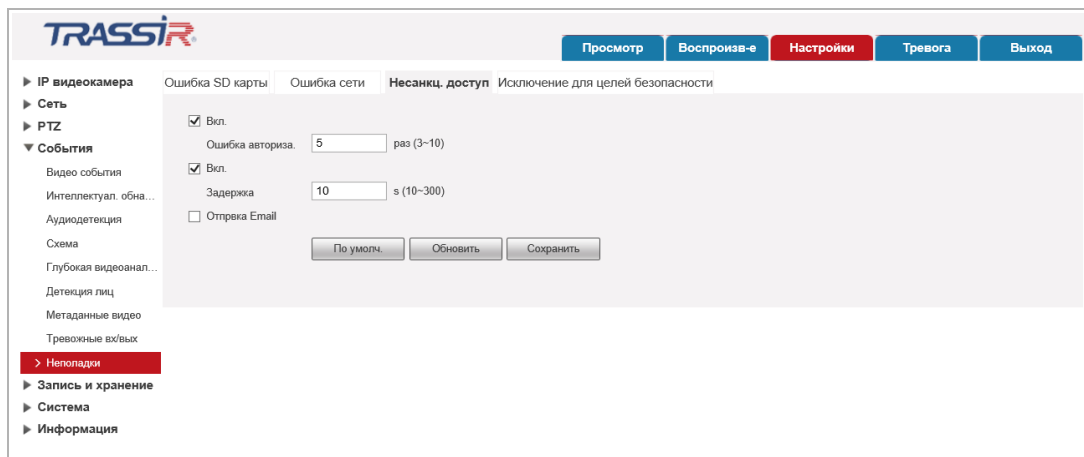 TRASSIR
Просмотр Воспроизв-е Настройки Тревога Выход
IP видеокамера
Сеть
PTZ
События
Видео события
Интеллектуал. обна...
Аудиодетекция
Схема
Глубокая видеоанал...
Детекция лиц
Метаданные видео
Тревожные вх/вых
Неполадки
Запись и хранение
Система
Информация
Ошибка SD карты Ошибка сети Несанкц. доступ Исключение для целей безопасности
Вкл.
Ошибка авториза. 5 раз (3~10)
Вкл.
Задержка 10 s (10~300)
Отпрвка Email
По умолч. Обновить Сохранить